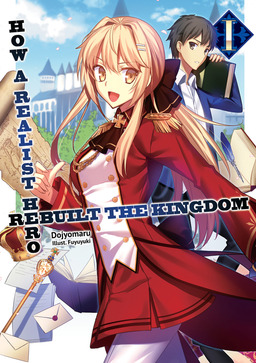 I
HOW A REALIST HERO
REBUILT THE KINGDOM
Dojyomaru
Illust. Fuyuyuki